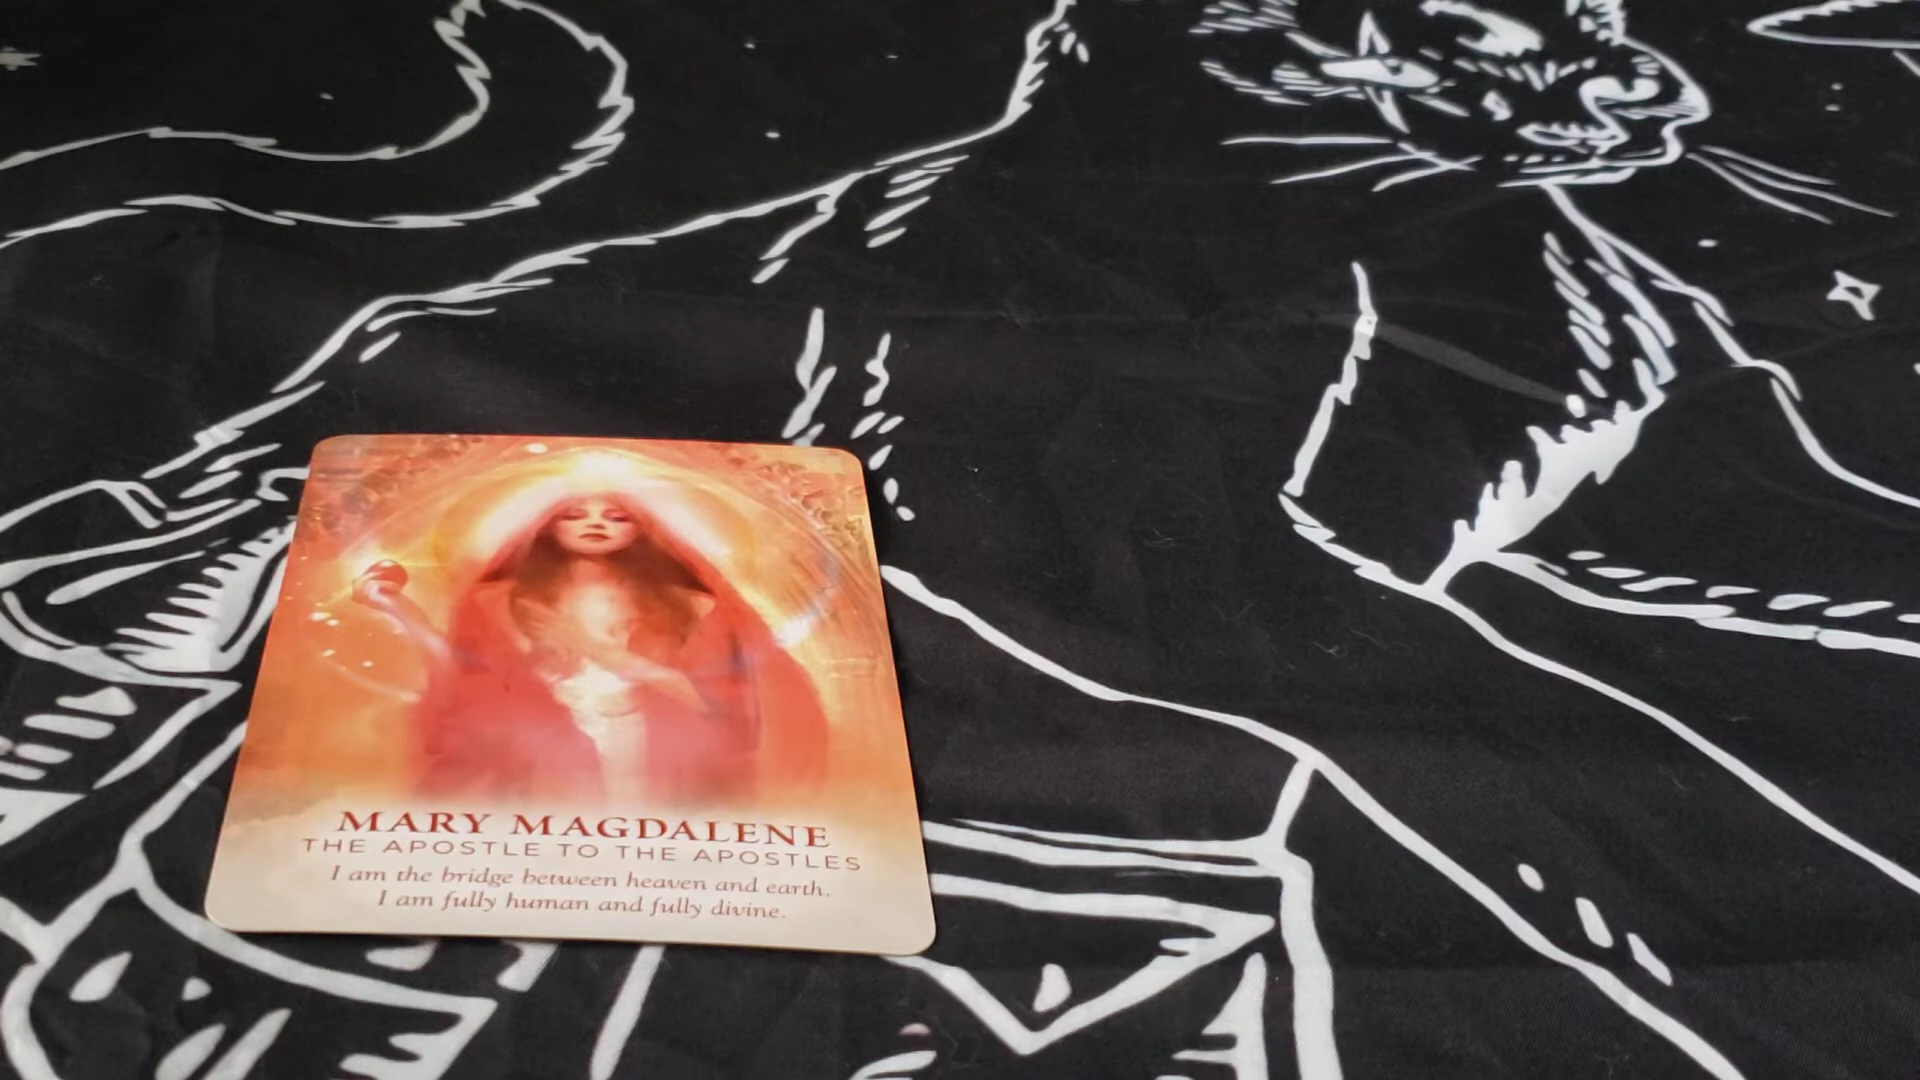 MARY MAGDALENE
THE APOSTLE TO THE APOSTLES
I am the bridge between heaven and earth.
I am fully human and fully divine.